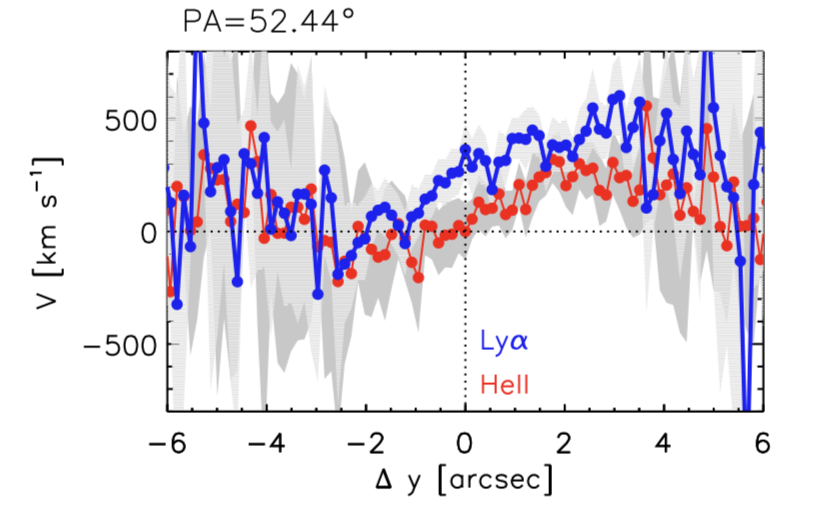 PA=52.44°
500
0
−500
V [km s⁻¹]
Lyα
HeII
−6 −4 −2 0 2 4 6
Δ y [arcsec]